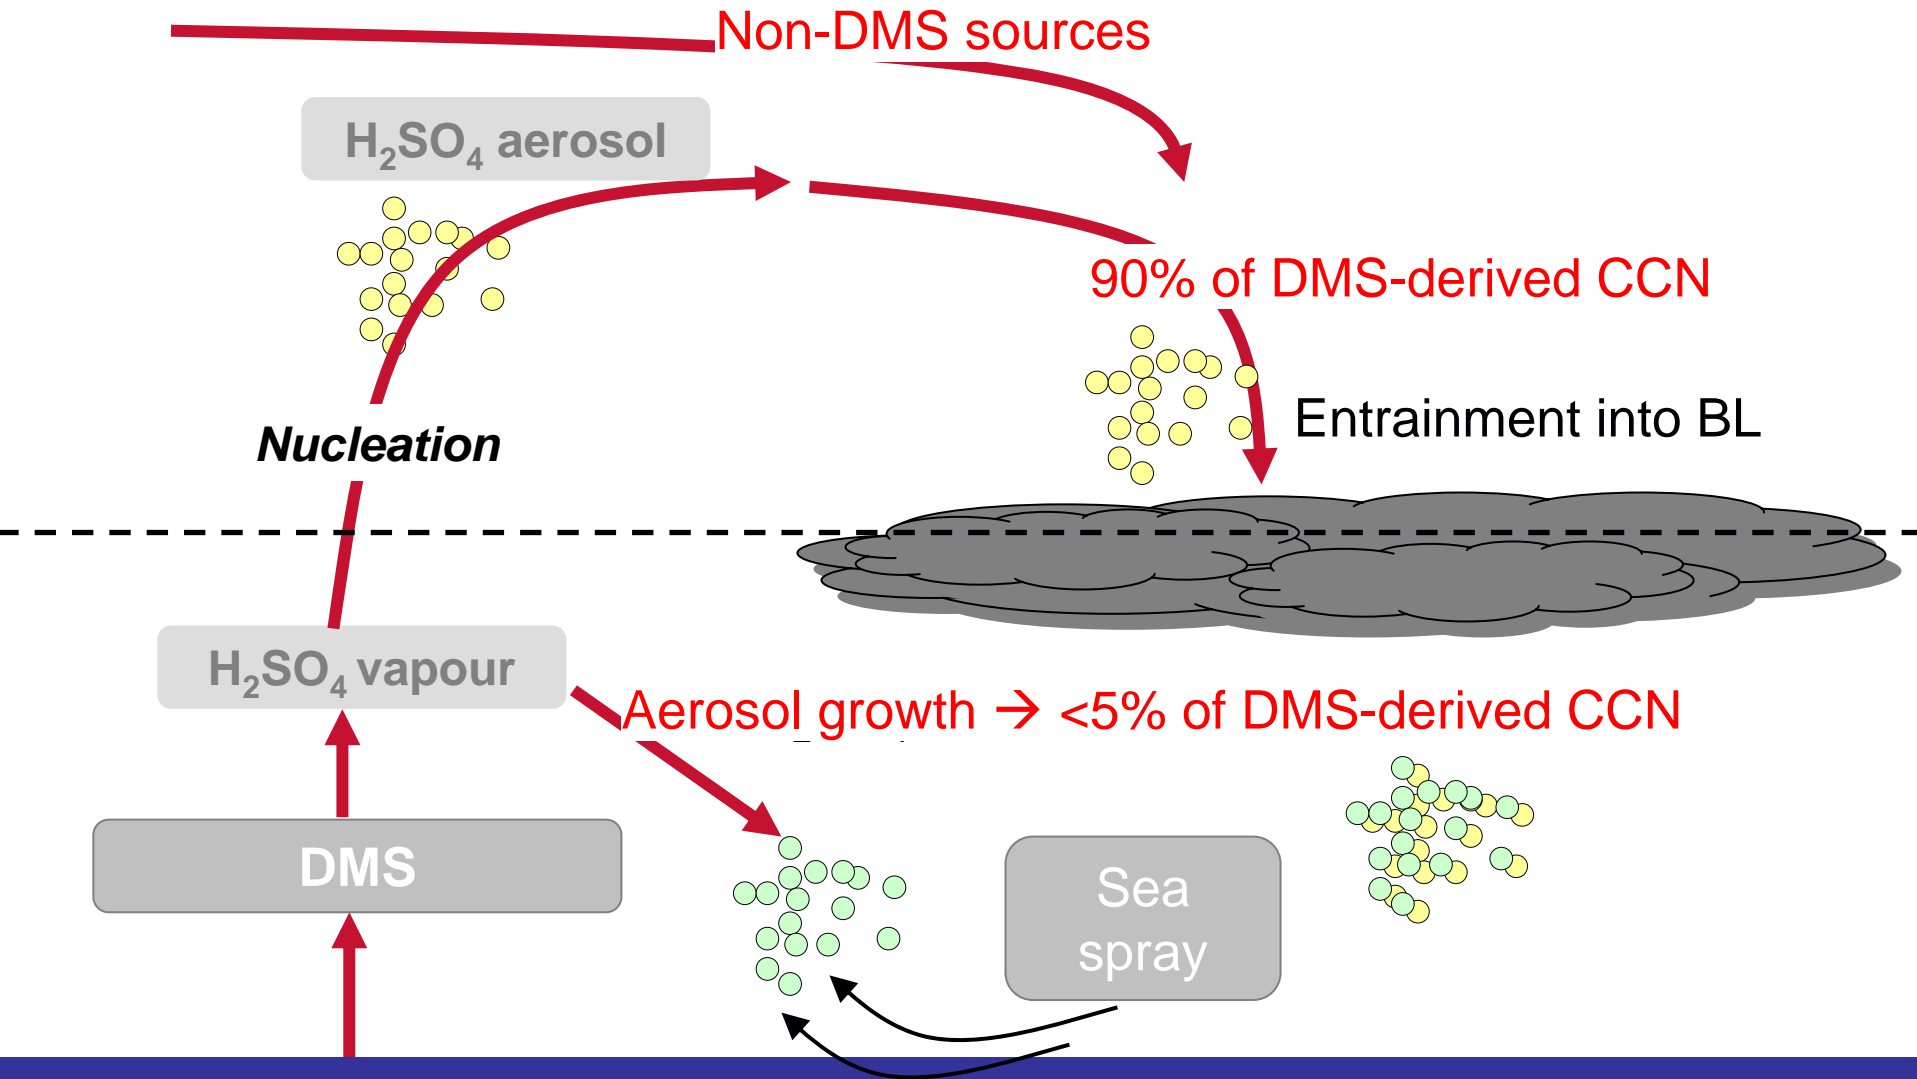 Non-DMS sources
H₂SO₄ aerosol
90% of DMS-derived CCN
Entrainment into BL
Nucleation
H₂SO₄ vapour
Aerosol growth → <5% of DMS-derived CCN
DMS
Sea
spray